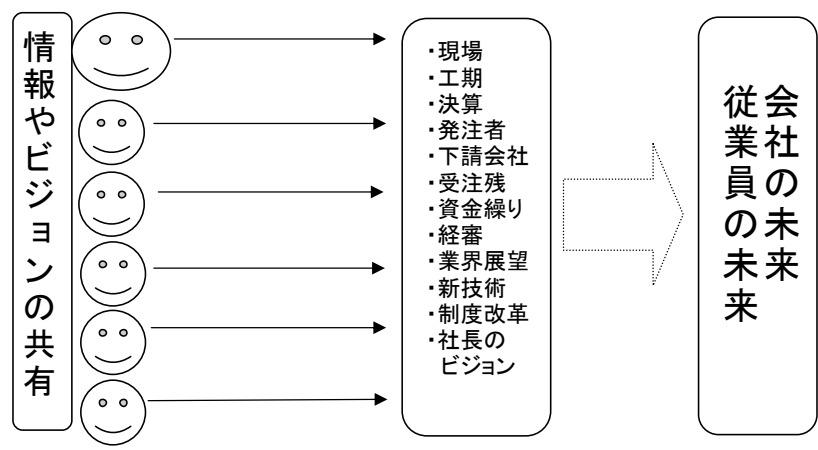 情報やビジョンの共有
・現場
・工期
・決算
・発注者
・下請会社
・受注残
・資金繰り
・経審
・業界展望
・新技術
・制度改革
・社長の
ビジョン
会社の未来
従業員の未来